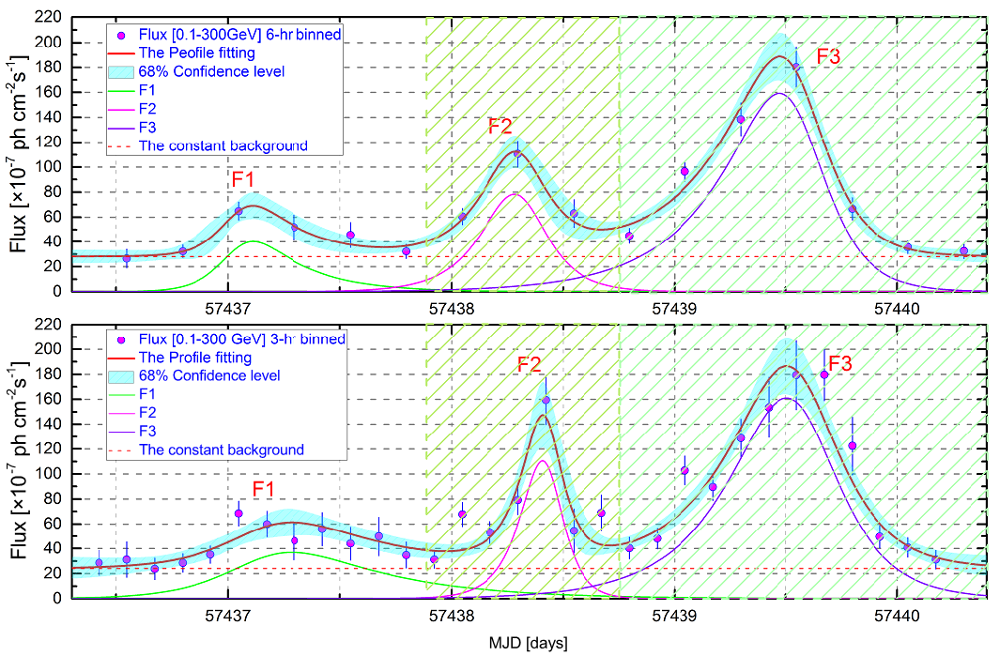 220
200
180
160
140
120
100
80
60
40
20
0
Flux [×10⁻⁷ ph cm⁻²s⁻¹]
Flux [0.1-300GeV] 6-hr binned
The Peofile fitting
68% Confidence level
F1
F2
F3
The constant background
F1
F2
F3
57437
57438
57439
57440
220
200
180
160
140
120
100
80
60
40
20
0
Flux [×10⁻⁷ ph cm⁻²s⁻¹]
Flux [0.1-300 GeV] 3-hr binned
The Profile fitting
68% Confidence level
F1
F2
F3
The constant background
F1
F2
F3
57437
57438
57439
57440
MJD [days]